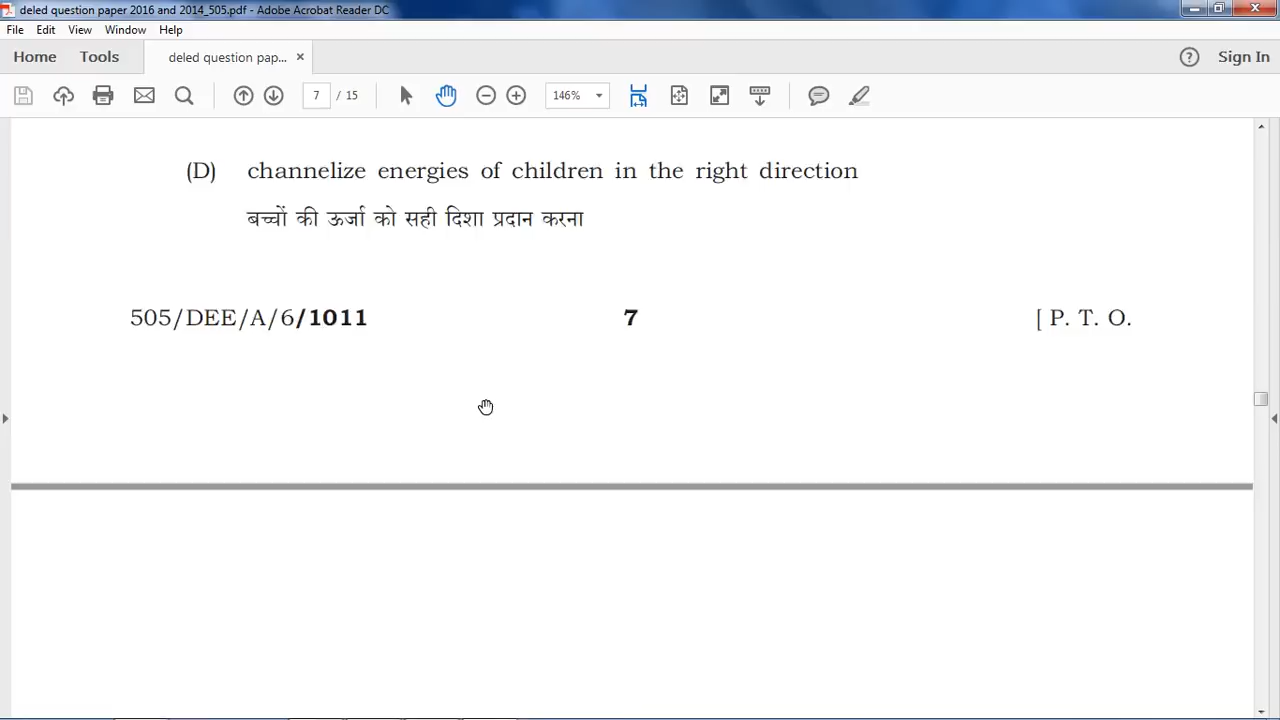 deled question paper 2016 and 2014_505.pdf - Adobe Acrobat Reader DC
File Edit View Window Help
Home Tools deled question pap... × ? Sign In
7 / 15 146%
(D) channelize energies of children in the right direction
बच्चों की ऊर्जा को सही दिशा प्रदान करना
505/DEE/A/6/1011 7 [ P. T. O.